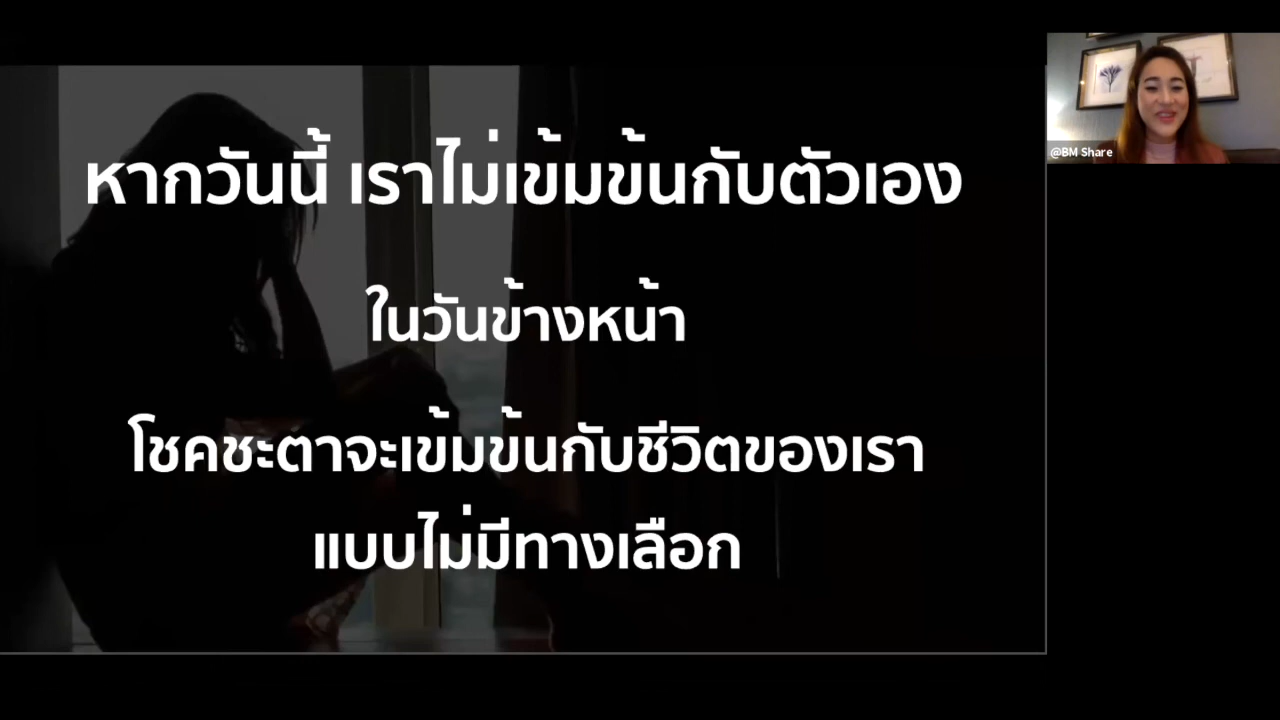 หากวันนี้ เราไม่เข้มข้นกับตัวเอง
ในวันข้างหน้า
โชคชะตาจะเข้มข้นกับชีวิตของเรา
แบบไม่มีทางเลือก
@BM Share